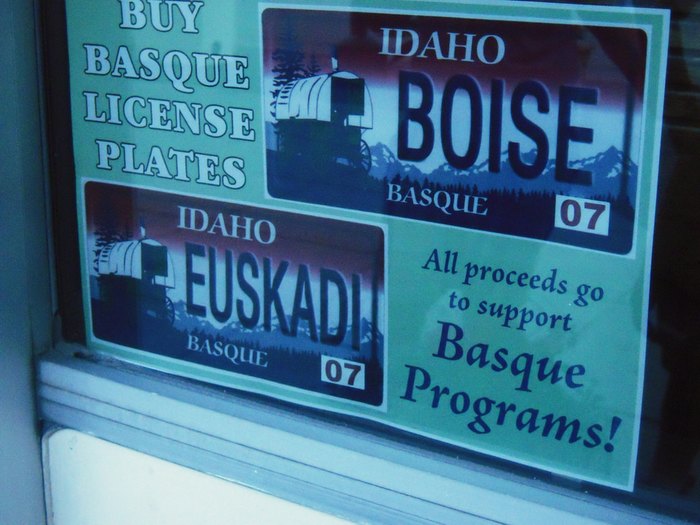 BUY
BASQUE
LICENSE
PLATES
IDAHO
BOISE
BASQUE
07
IDAHO
EUSKADI
BASQUE
07
All proceeds go
to support
Basque
Programs!